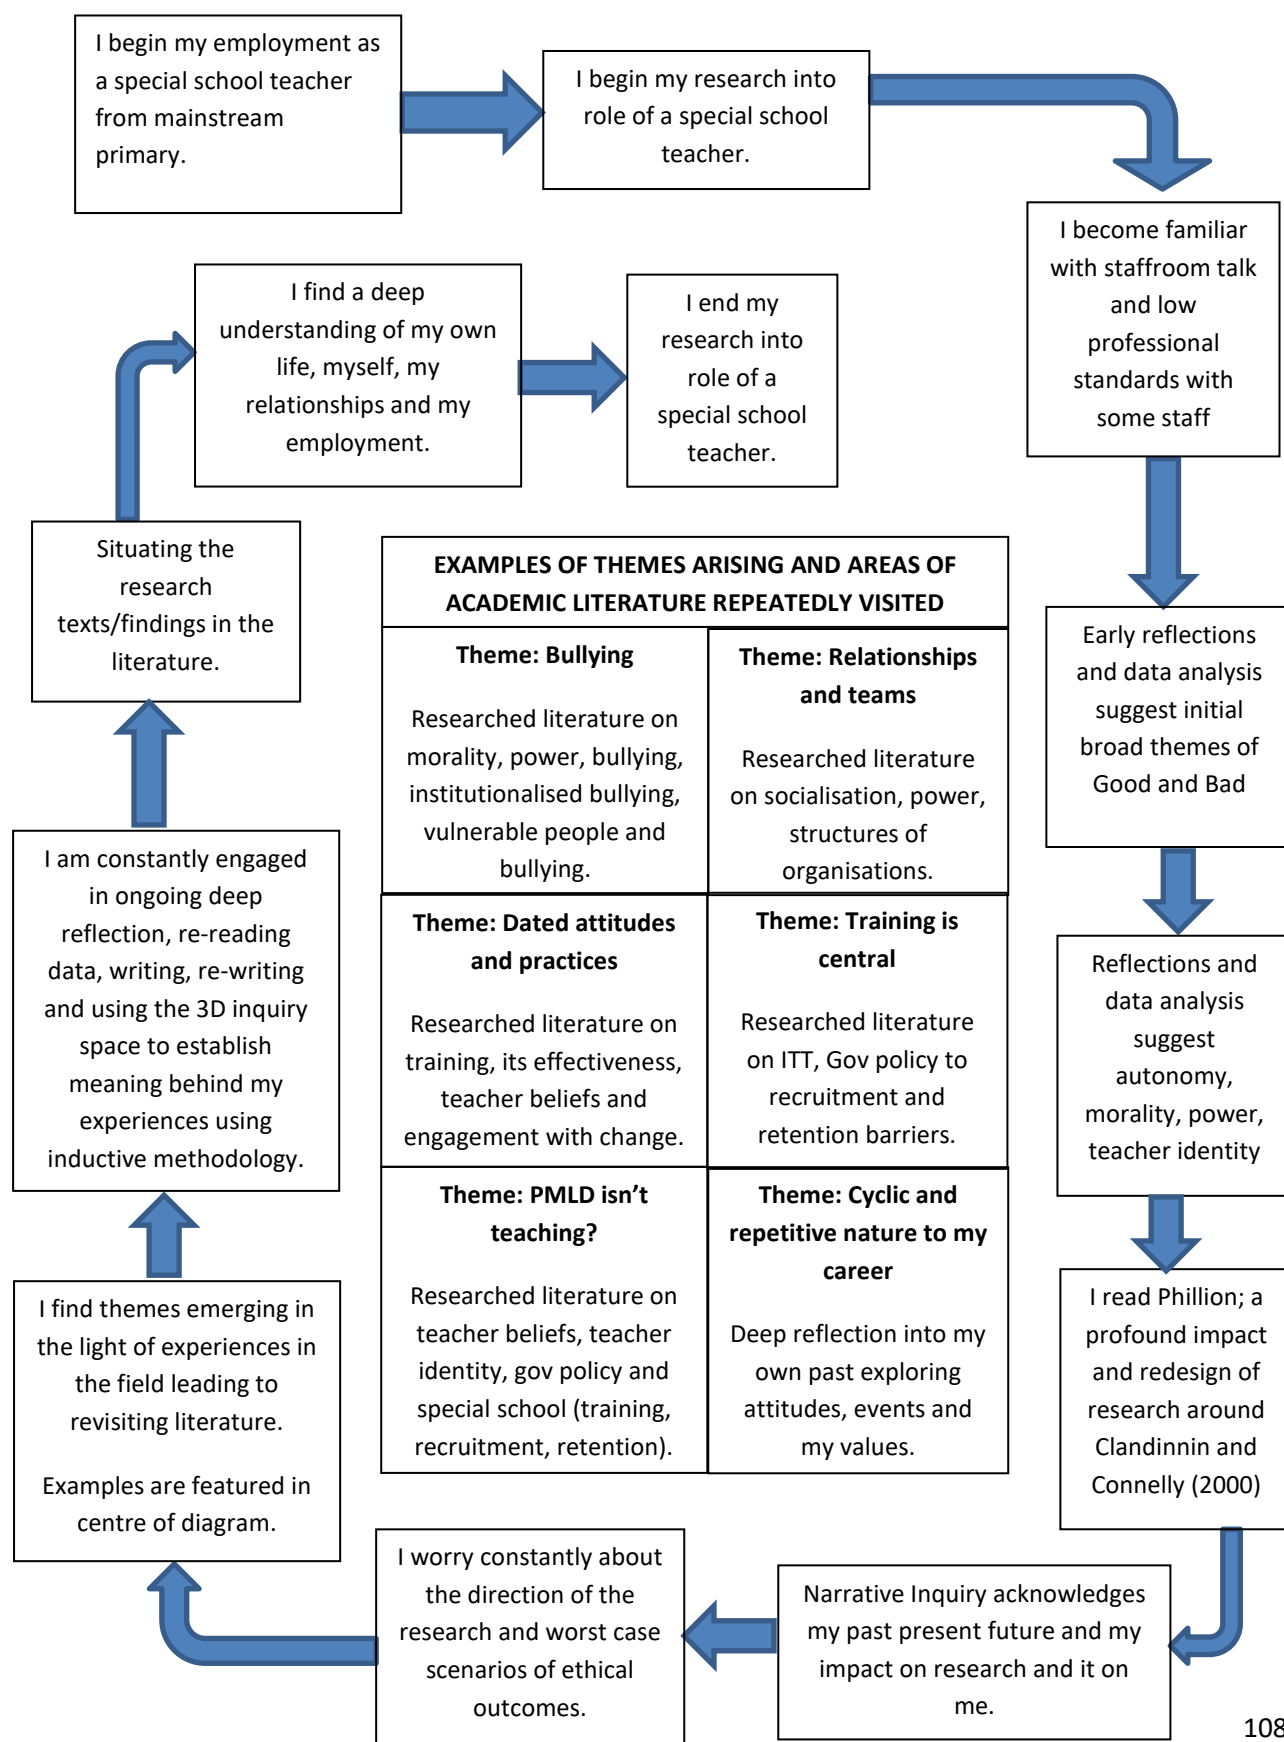 I begin my employment as
a special school teacher
from mainstream
primary.
I begin my research into
role of a special school
teacher.
I become familiar
with staffroom talk
and low
professional
standards with
some staff
Early reflections
and data analysis
suggest initial
broad themes of
Good and Bad
Reflections and
data analysis
suggest
autonomy,
morality, power,
teacher identity
I read Phillion; a
profound impact
and redesign of
research around
Clandinnin and
Connelly (2000)
Narrative Inquiry acknowledges
my past present future and my
impact on research and it on
me.
I worry constantly about
the direction of the
research and worst case
scenarios of ethical
outcomes.
I find themes emerging in
the light of experiences in
the field leading to
revisiting literature.
Examples are featured in
centre of diagram.
I am constantly engaged
in ongoing deep
reflection, re-reading
data, writing, re-writing
and using the 3D inquiry
space to establish
meaning behind my
experiences using
inductive methodology.
Situating the
research
texts/findings in the
literature.
I find a deep
understanding of my own
life, myself, my
relationships and my
employment.
I end my
research into
role of a
special school
teacher.
EXAMPLES OF THEMES ARISING AND AREAS OF
ACADEMIC LITERATURE REPEATEDLY VISITED
Theme: Bullying
Researched literature on
morality, power, bullying,
institutionalised bullying,
vulnerable people and
bullying.
Theme: Relationships
and teams
Researched literature
on socialisation, power,
structures of
organisations.
Theme: Dated attitudes
and practices
Researched literature on
training, its effectiveness,
teacher beliefs and
engagement with change.
Theme: Training is
central
Researched literature
on ITT, Gov policy to
recruitment and
retention barriers.
Theme: PMLD isn't
teaching?
Researched literature on
teacher beliefs, teacher
identity, gov policy and
special school (training,
recruitment, retention).
Theme: Cyclic and
repetitive nature to my
career
Deep reflection into my
own past exploring
attitudes, events and
my values.
108